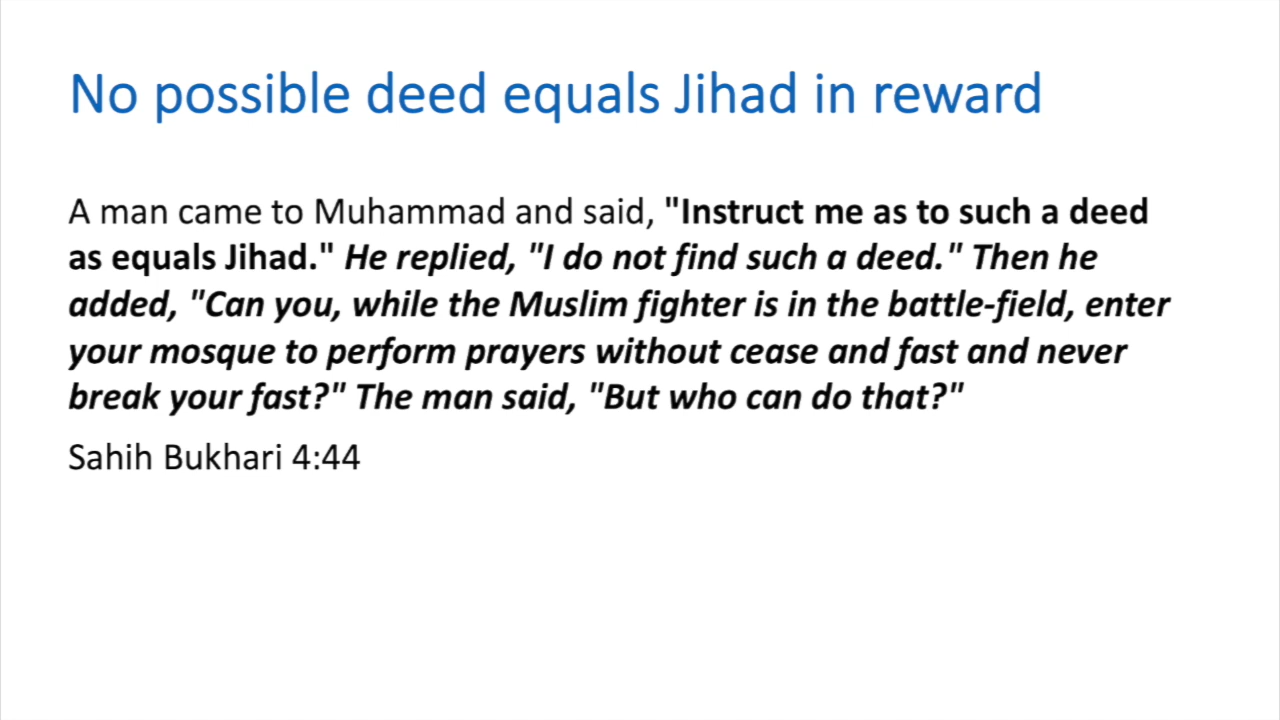 No possible deed equals Jihad in reward
A man came to Muhammad and said, "Instruct me as to such a deed
as equals Jihad." He replied, "I do not find such a deed." Then he
added, "Can you, while the Muslim fighter is in the battle-field, enter
your mosque to perform prayers without cease and fast and never
break your fast?" The man said, "But who can do that?"
Sahih Bukhari 4:44